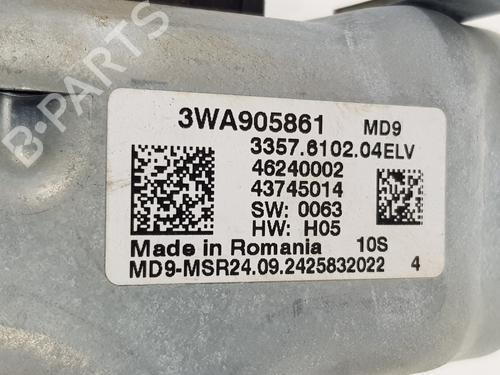 B-PARTS
3WA905861 MD9
3357.6102.04ELV
46240002
43745014
SW: 0063
HW: H05
Made in Romania 10S
MD9-MSR24.09.2425832022 4